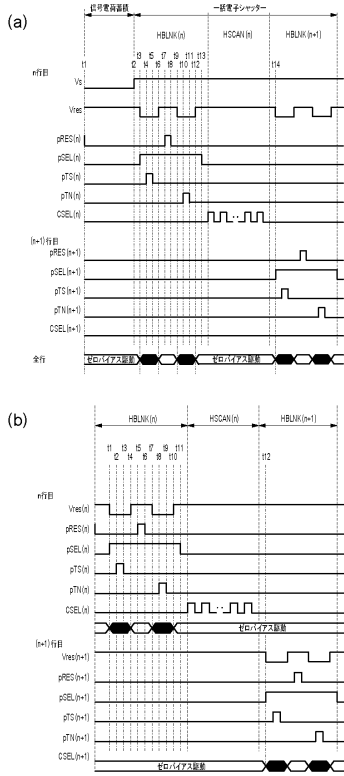 (a)
信号電荷蓄積 一括電子シャッター
HBLNK(n) HSCAN(n) HBLNK(n+1)
t1 t2 t3 t4 t5 t6 t7 t8 t9 t10 t11 t12 t13 t14
n行目
Vs
Vres
pRES(n)
pSEL(n)
pTS(n)
pTN(n)
CSEL(n)
(n+1)行目
pRES(n+1)
pSEL(n+1)
pTS(n+1)
pTN(n+1)
CSEL(n+1)
全行 ゼロバイアス駆動 ゼロバイアス駆動
(b)
HBLNK(n) HSCAN(n) HBLNK(n+1)
t1 t2 t3 t4 t5 t6 t7 t8 t9 t10 t11 t12
n行目
Vres(n)
pRES(n)
pSEL(n)
pTS(n)
pTN(n)
CSEL(n)
ゼロバイアス駆動
(n+1)行目
Vres(n+1)
pRES(n+1)
pSEL(n+1)
pTS(n+1)
pTN(n+1)
CSEL(n+1)
ゼロバイアス駆動